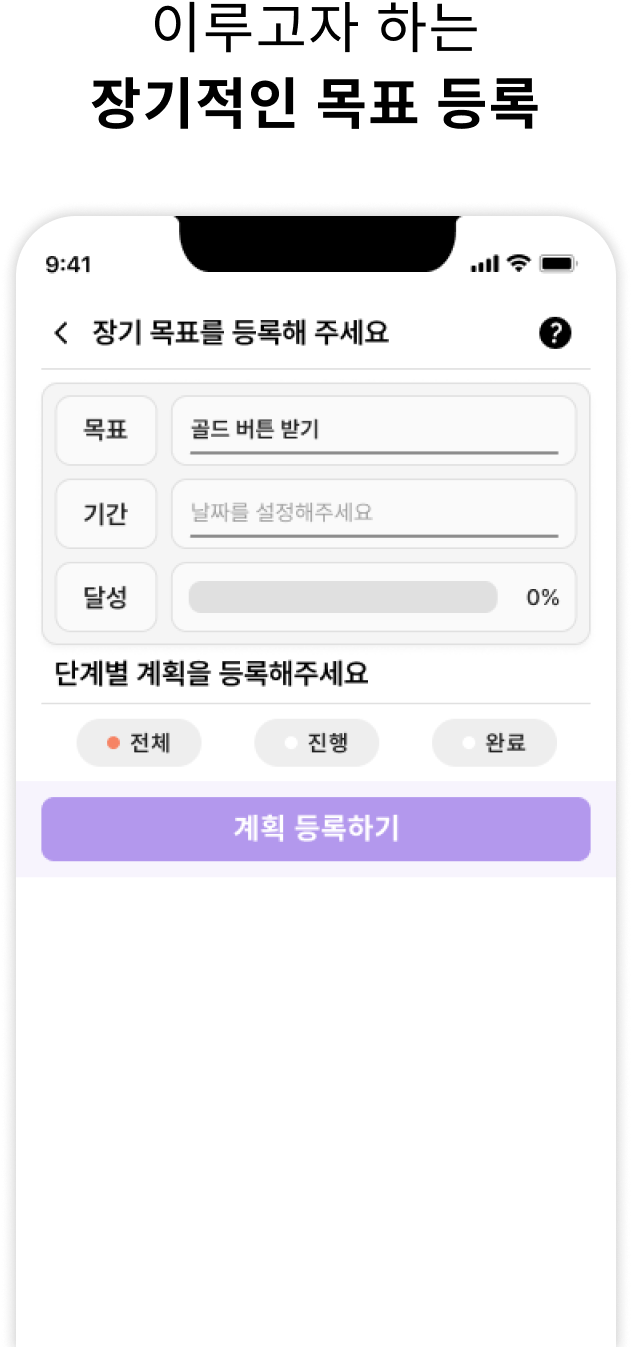 이루고자 하는
장기적인 목표 등록
9:41
장기 목표를 등록해 주세요
?
목표
골드 버튼 받기
기간
날짜를 설정해주세요
달성
0%
단계별 계획을 등록해주세요
전체 진행 완료
계획 등록하기